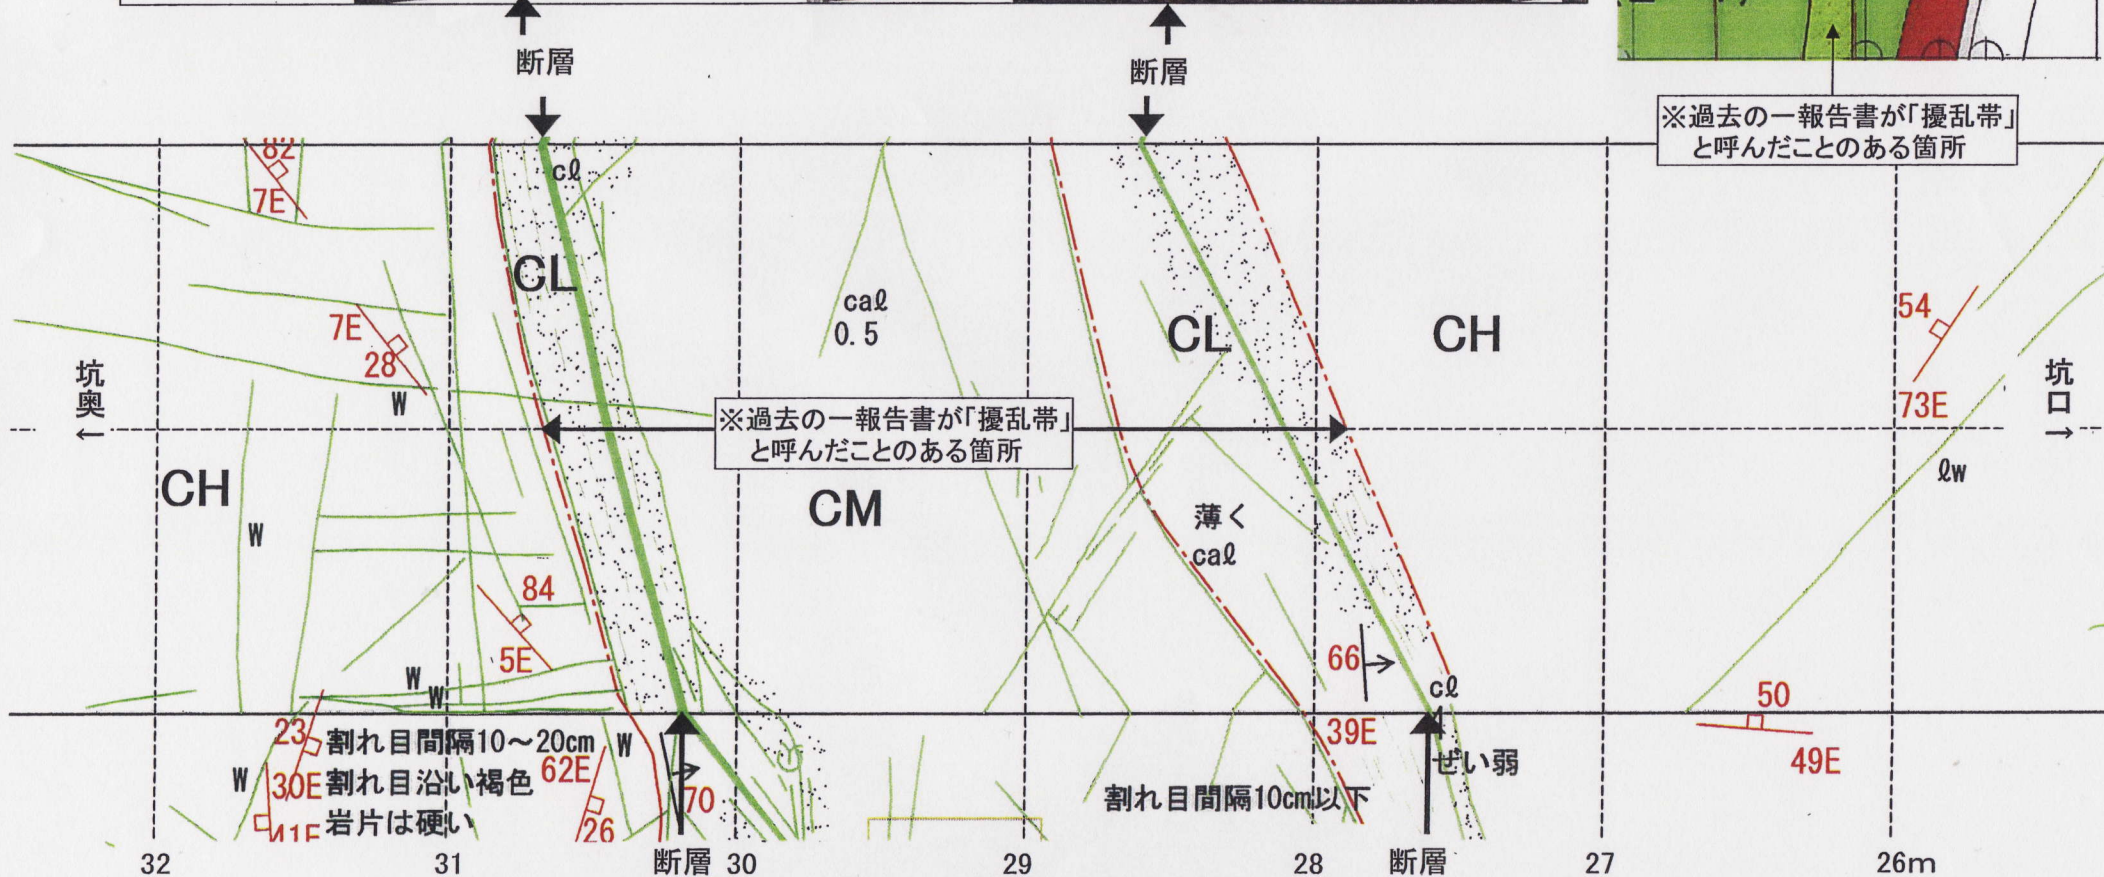 断層
断層
※過去の一報告書が「擾乱帯」
と呼んだことのある箇所
82
7E
cℓ
CL
7E
28
W
caℓ
0.5
CL
CH
54
73E
坑奥←
坑口→
※過去の一報告書が「擾乱帯」
と呼んだことのある箇所
CH
W
CM
薄く
caℓ
ℓw
84
5E
W
W
66
cℓ
4
39E
50
49E
23
割れ目間隔10～20cm
W
62E
W
30E
割れ目沿い褐色
70
ぜい弱
41E
岩片は硬い
26
割れ目間隔10cm以下
32
31
断層
30
29
28
断層
27
26m